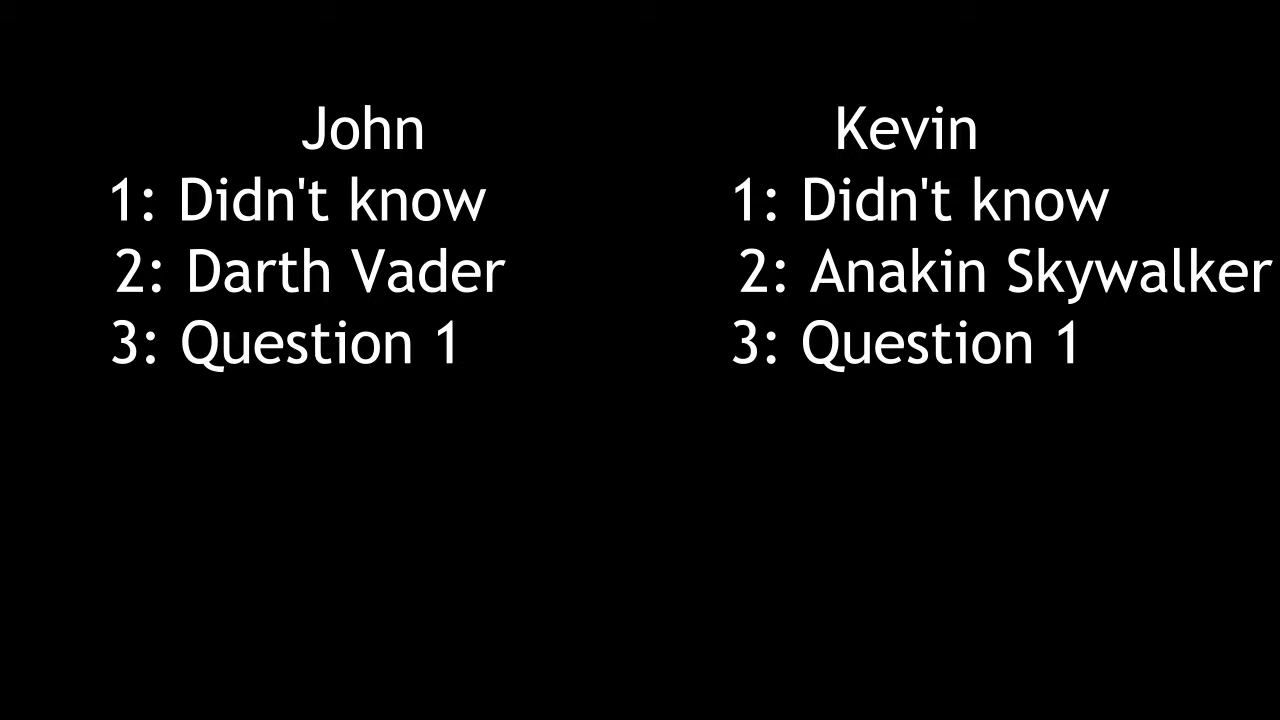 John
1: Didn't know
2: Darth Vader
3: Question 1
Kevin
1: Didn't know
2: Anakin Skywalker
3: Question 1